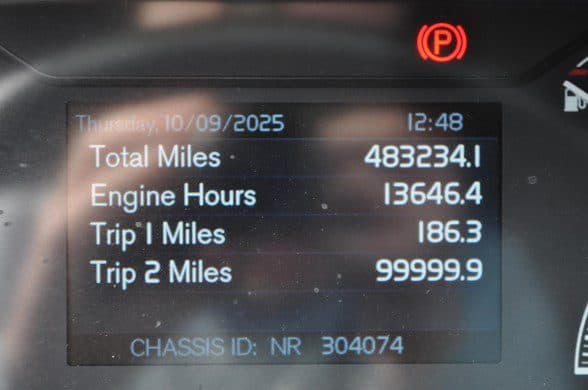 P
Thursday, 10/09/2025 12:48
Total Miles 483234.1
Engine Hours 13646.4
Trip 1 Miles 186.3
Trip 2 Miles 99999.9
CHASSIS ID: NR 304074